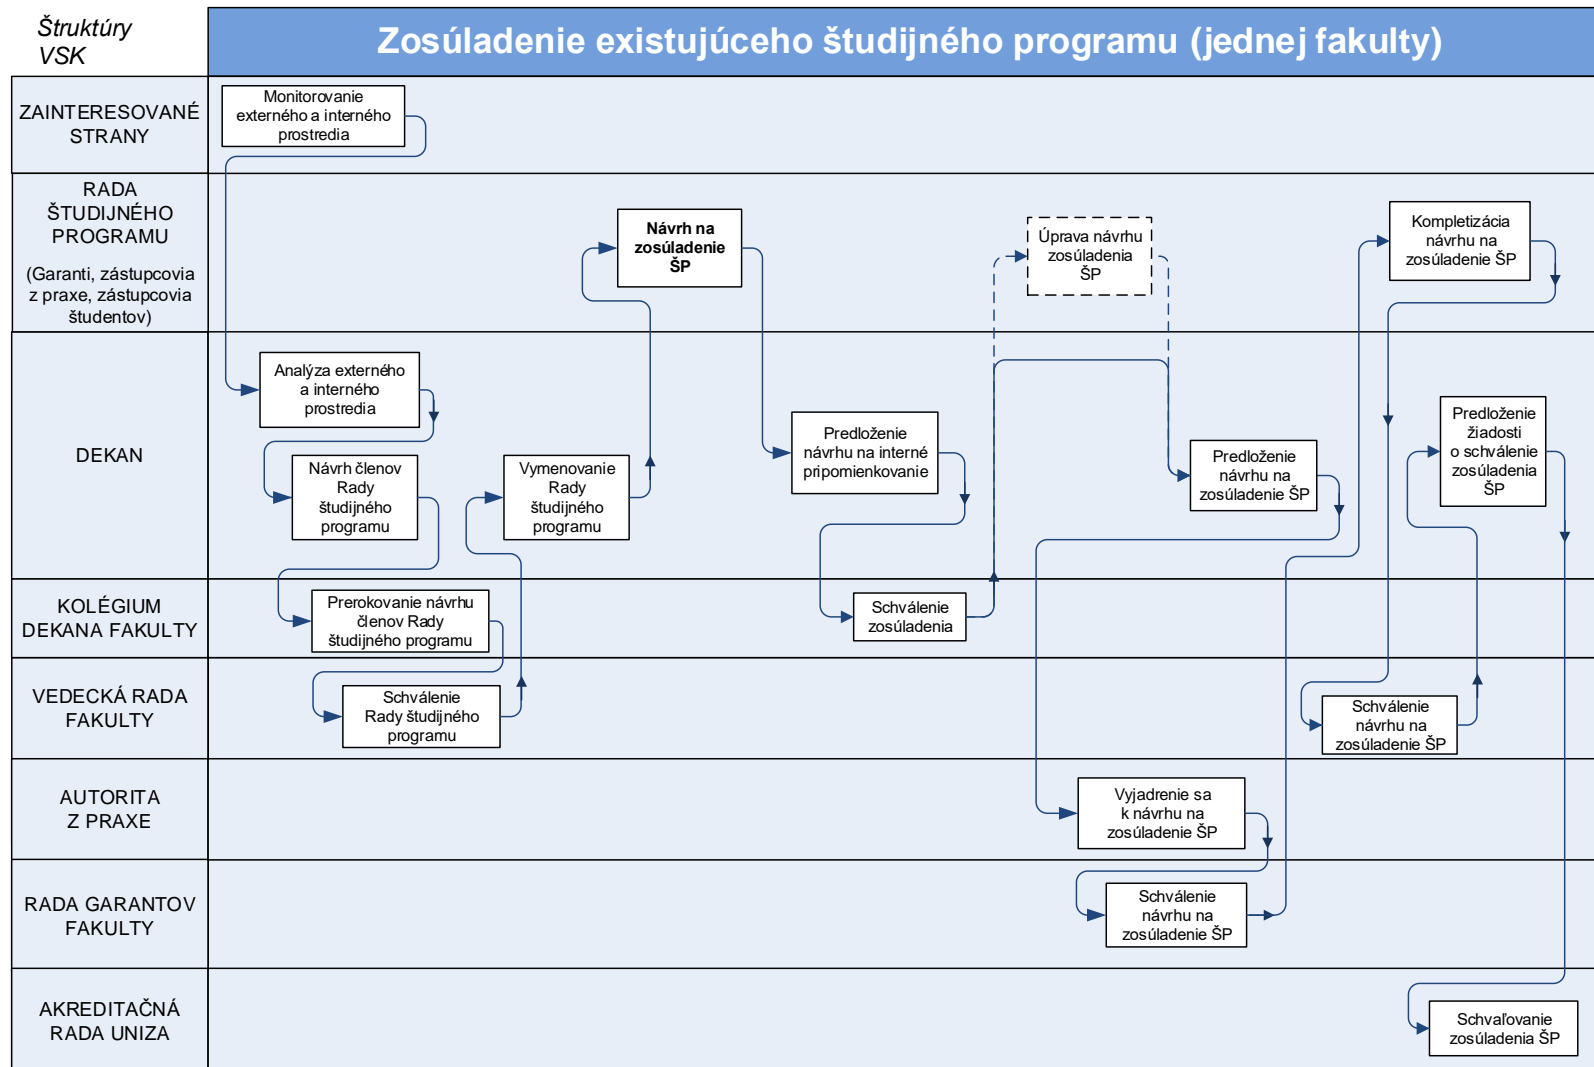 Štruktúry
VSK
Zosúladenie existujúceho študijného programu (jednej fakulty)
ZAINTERESOVANÉ
STRANY
Monitorovanie
externého a interného
prostredia
RADA
ŠTUDIJNÉHO
PROGRAMU
(Garanti, zástupcovia
z praxe, zástupcovia
študentov)
Návrh na
zosúladenie
ŠP
Úprava návrhu
zosúladenia
ŠP
Kompletizácia
návrhu na
zosúladenie ŠP
DEKAN
Analýza externého
a interného
prostredia
Návrh členov
Rady
študijného
programu
Vymenovanie
Rady
študijného
programu
Predloženie
návrhu na interné
pripomienkovanie
Predloženie
návrhu na
zosúladenie ŠP
Predloženie
žiadosti
o schválenie
zosúladenia
ŠP
KOLÉGIUM
DEKANA FAKULTY
Prerokovanie návrhu
členov Rady
študijného programu
Schválenie
zosúladenia
VEDECKÁ RADA
FAKULTY
Schválenie
Rady študijného
programu
Schválenie
návrhu na
zosúladenie ŠP
AUTORITA
Z PRAXE
Vyjadrenie sa
k návrhu na
zosúladenie ŠP
RADA GARANTOV
FAKULTY
Schválenie
návrhu na
zosúladenie ŠP
AKREDITAČNÁ
RADA UNIZA
Schvaľovanie
zosúladenia ŠP